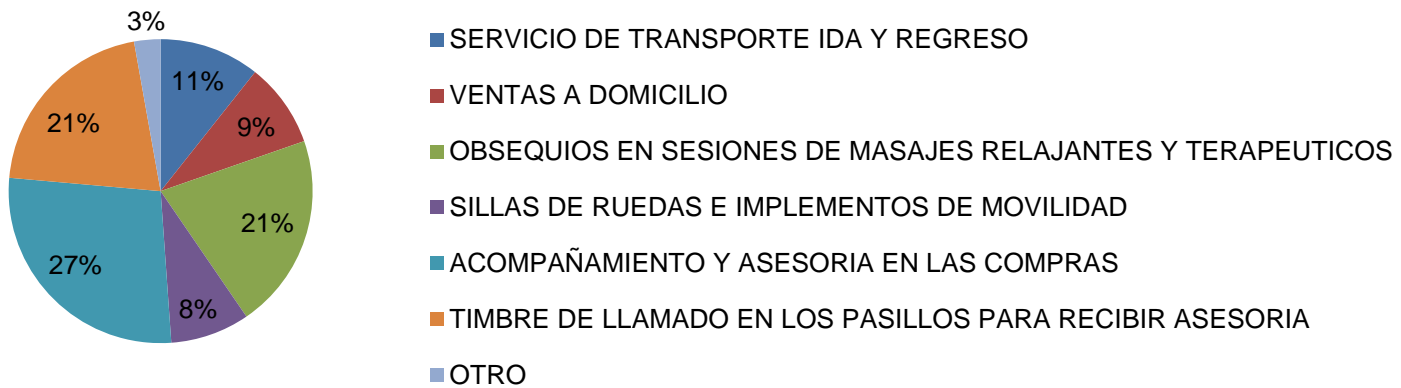 3%
11%
9%
21%
8%
27%
21%
SERVICIO DE TRANSPORTE IDA Y REGRESO
VENTAS A DOMICILIO
OBSEQUIOS EN SESIONES DE MASAJES RELAJANTES Y TERAPEUTICOS
SILLAS DE RUEDAS E IMPLEMENTOS DE MOVILIDAD
ACOMPAÑAMIENTO Y ASESORIA EN LAS COMPRAS
TIMBRE DE LLAMADO EN LOS PASILLOS PARA RECIBIR ASESORIA
OTRO